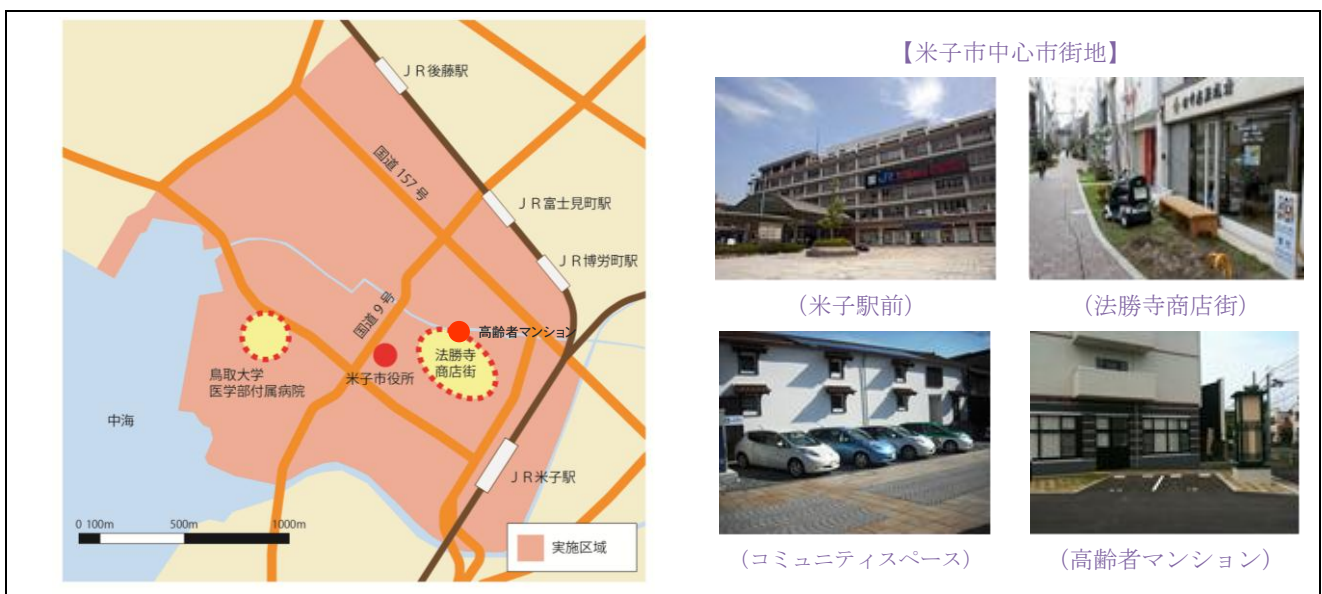 JR後藤駅
国道157号
JR富士見町駅
JR博労町駅
国道9号
高齢者マンション
法勝寺
商店街
米子市役所
鳥取大学
医学部付属病院
中海
JR米子駅
0 100m 500m 1000m
実施区域
【米子市中心市街地】
(米子駅前)
(法勝寺商店街)
(コミュニティスペース)
(高齢者マンション)